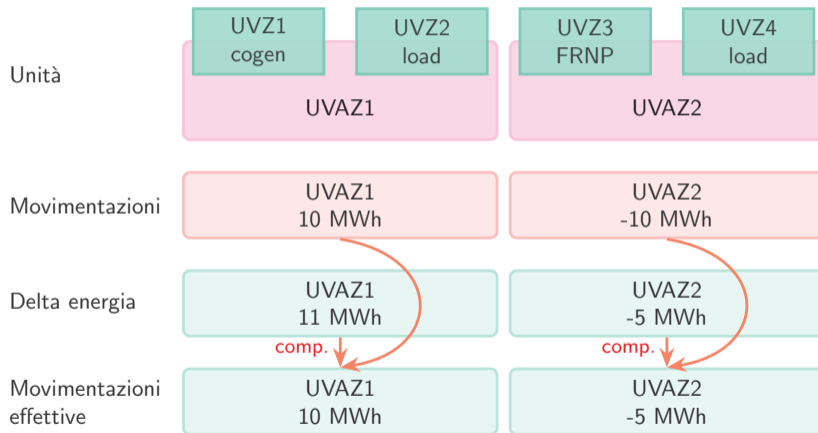 UVZ1
cogen
UVZ2
load
UVZ3
FRNP
UVZ4
load
Unità
UVAZ1
UVAZ2
Movimentazioni
UVAZ1
10 MWh
UVAZ2
-10 MWh
Delta energia
UVAZ1
11 MWh
UVAZ2
-5 MWh
comp.
comp.
Movimentazioni
effettive
UVAZ1
10 MWh
UVAZ2
-5 MWh